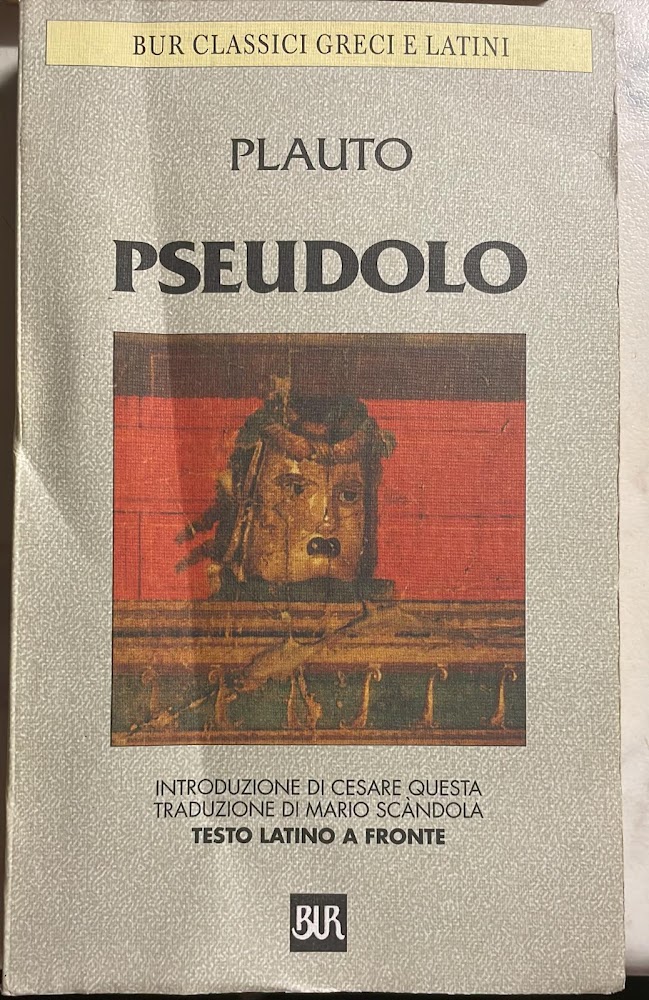 BUR CLASSICI GRECI E LATINI
PLAUTO
PSEUDOLO
INTRODUZIONE DI CESARE QUESTA
TRADUZIONE DI MARIO SCÀNDOLA
TESTO LATINO A FRONTE
BUR